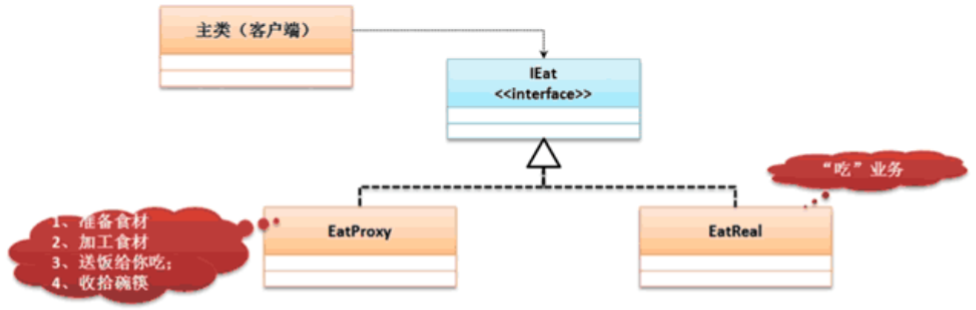 主类（客户端）
IEat
<<interface>>
“吃”业务
1、准备食材
2、加工食材
3、送饭给你吃；
4、收拾碗筷
EatProxy
EatReal